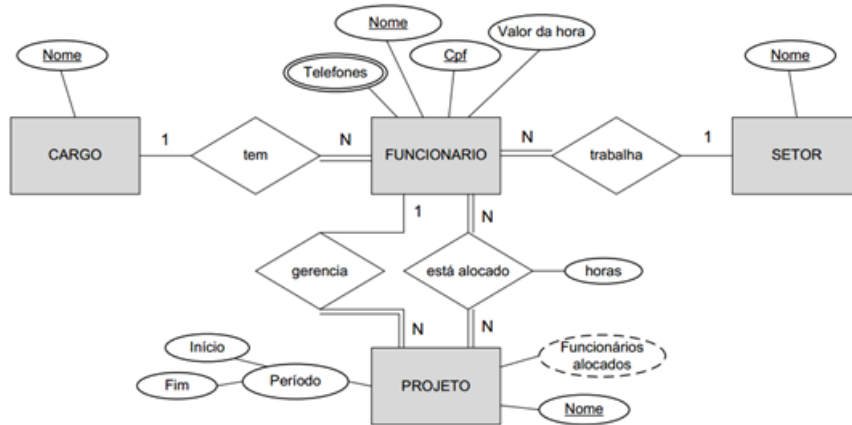 Nome
Nome
Cpf
Valor da hora
Nome
Telefones
CARGO
1
tem
N
FUNCIONARIO
N
trabalha
1
SETOR
1
N
gerencia
está alocado
horas
N
N
Início
Fim
Período
PROJETO
Funcionários
alocados
Nome